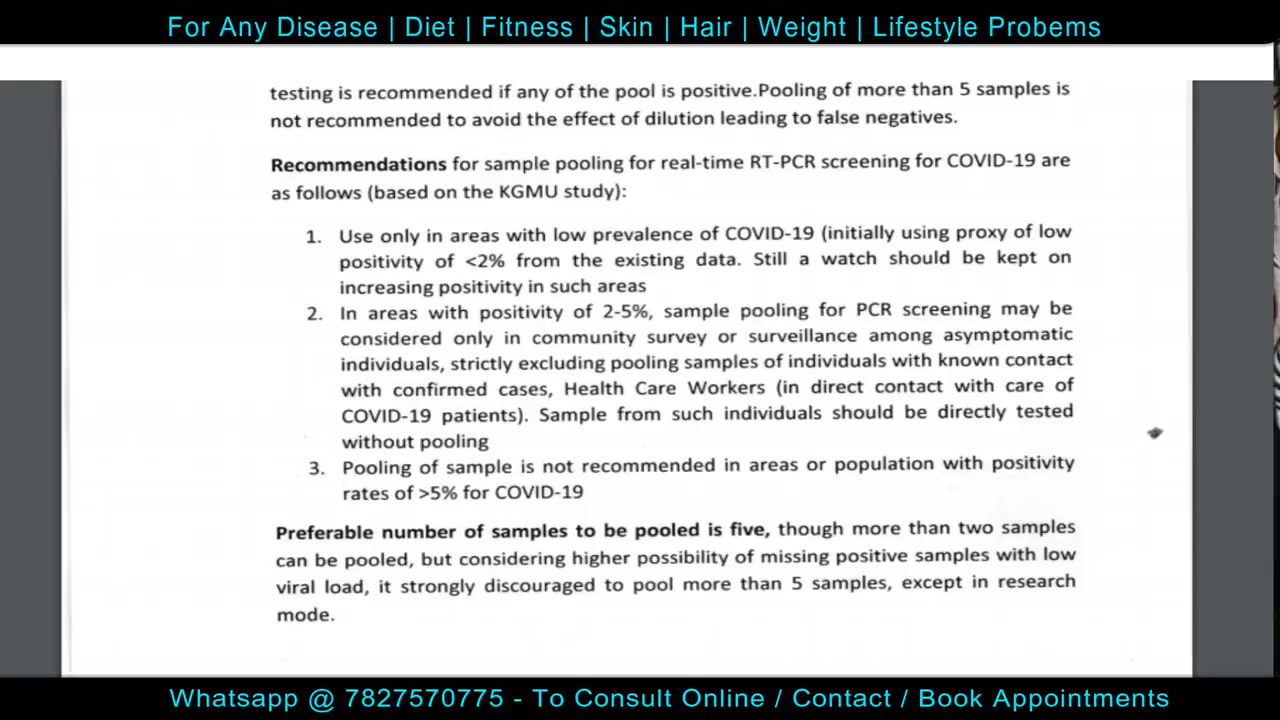 For Any Disease | Diet | Fitness | Skin | Hair | Weight | Lifestyle Probems
testing is recommended if any of the pool is positive.Pooling of more than 5 samples is
not recommended to avoid the effect of dilution leading to false negatives.
Recommendations for sample pooling for real-time RT-PCR screening for COVID-19 are
as follows (based on the KGMU study):
1. Use only in areas with low prevalence of COVID-19 (initially using proxy of low
positivity of <2% from the existing data. Still a watch should be kept on
increasing positivity in such areas
2. In areas with positivity of 2-5%, sample pooling for PCR screening may be
considered only in community survey or surveillance among asymptomatic
individuals, strictly excluding pooling samples of individuals with known contact
with confirmed cases, Health Care Workers (in direct contact with care of
COVID-19 patients). Sample from such individuals should be directly tested
without pooling
3. Pooling of sample is not recommended in areas or population with positivity
rates of >5% for COVID-19
Preferable number of samples to be pooled is five, though more than two samples
can be pooled, but considering higher possibility of missing positive samples with low
viral load, it strongly discouraged to pool more than 5 samples, except in research
mode.
Whatsapp @ 7827570775 - To Consult Online / Contact / Book Appointments